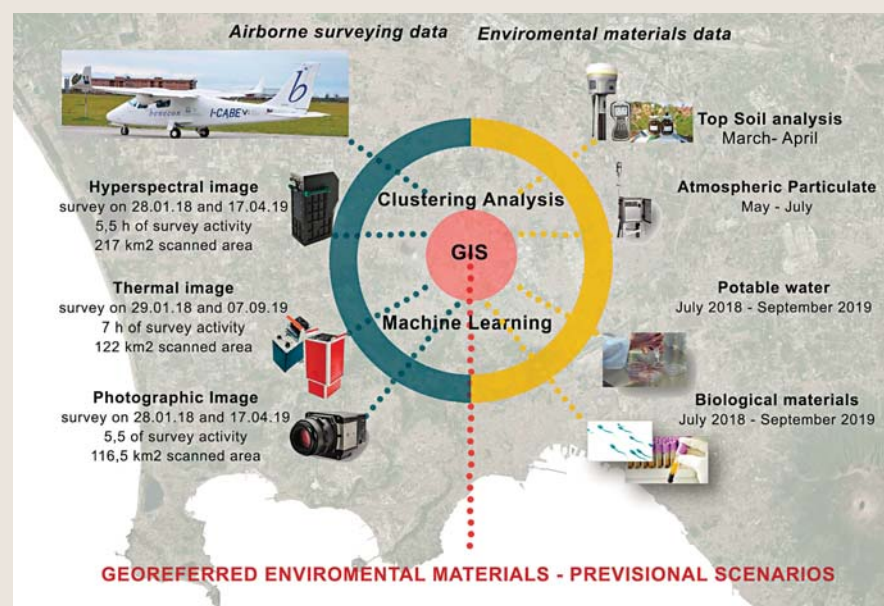 Airborne surveying data
Enviromental materials data
b
benecon
I-CABE
Hyperspectral image
survey on 28.01.18 and 17.04.19
5,5 h of survey activity
217 km2 scanned area
Thermal image
survey on 29.01.18 and 07.09.19
7 h of survey activity
122 km2 scanned area
Photographic Image
survey on 28.01.18 and 17.04.19
5,5 of survey activity
116,5 km2 scanned area
Clustering Analysis
GIS
Machine Learning
Top Soil analysis
March- April
Atmospheric Particulate
May - July
Potable water
July 2018 - September 2019
Biological materials
July 2018 - September 2019
GEOREFERRED ENVIROMENTAL MATERIALS - PREVISIONAL SCENARIOS